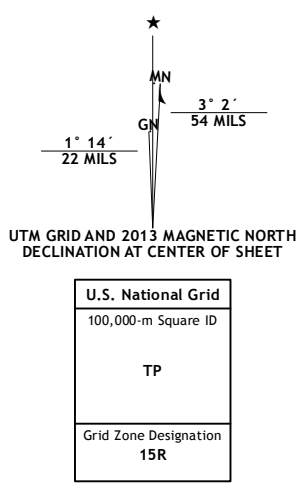 ★
MN
3° 2´
54 MILS
GN
1° 14´
22 MILS
UTM GRID AND 2013 MAGNETIC NORTH
DECLINATION AT CENTER OF SHEET
U.S. National Grid
100,000-m Square ID
TP
Grid Zone Designation
15R